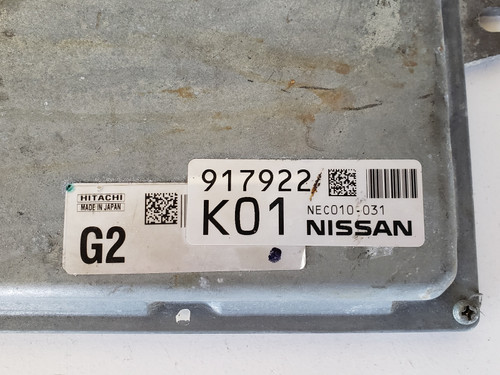 917922
K01
NEC010-031
NISSAN
HITACHI
MADE IN JAPAN
G2